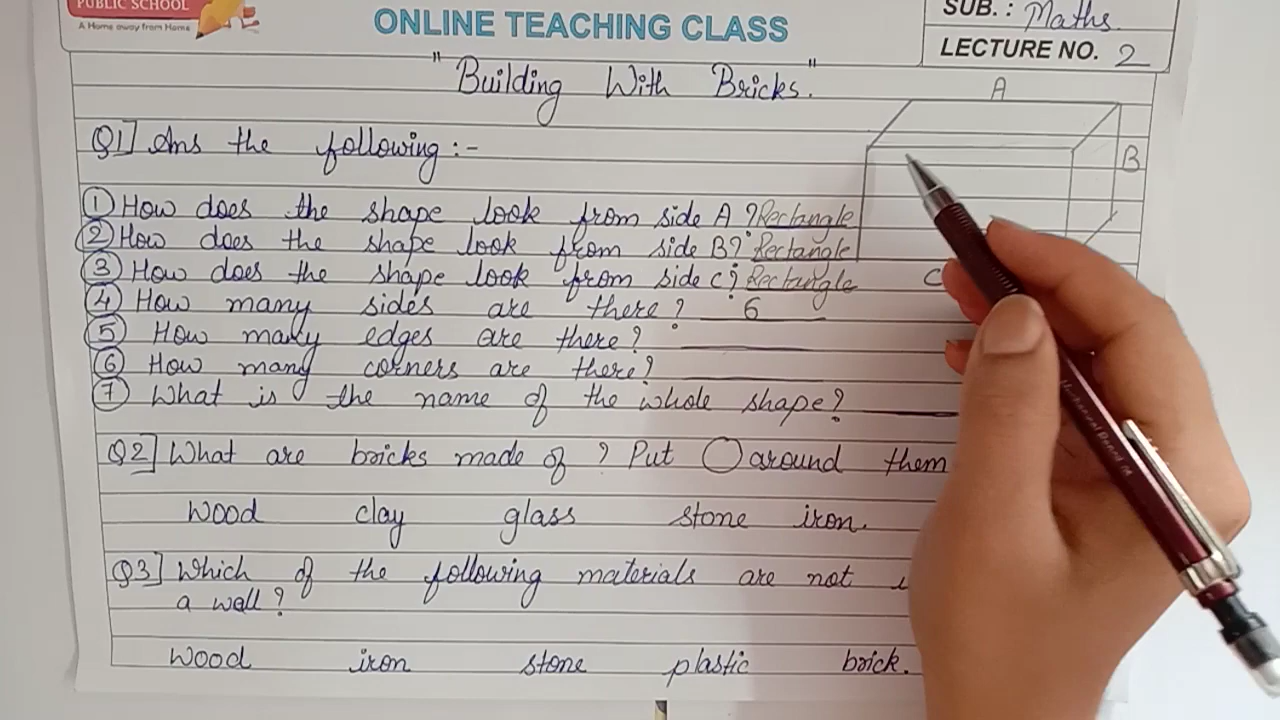 PUBLIC SCHOOL
A Home away from Home
ONLINE TEACHING CLASS
SUB. : Maths.
LECTURE NO. 2
"Building With Bricks."
A
B
C
Q1] Ans the following :-
1 How does the shape look from side A ? Rectangle
2 How does the shape look from side B? Rectangle
3 How does the shape look from side C? Rectangle
4 How many sides are there? 6
5 How many edges are there?
6 How many corners are there?
7 What is the name of the whole shape?
Q2] What are bricks made of ? Put around them
Wood clay glass stone iron.
Q3] Which of the following materials are not
a wall?
Wood iron stone plastic brick.